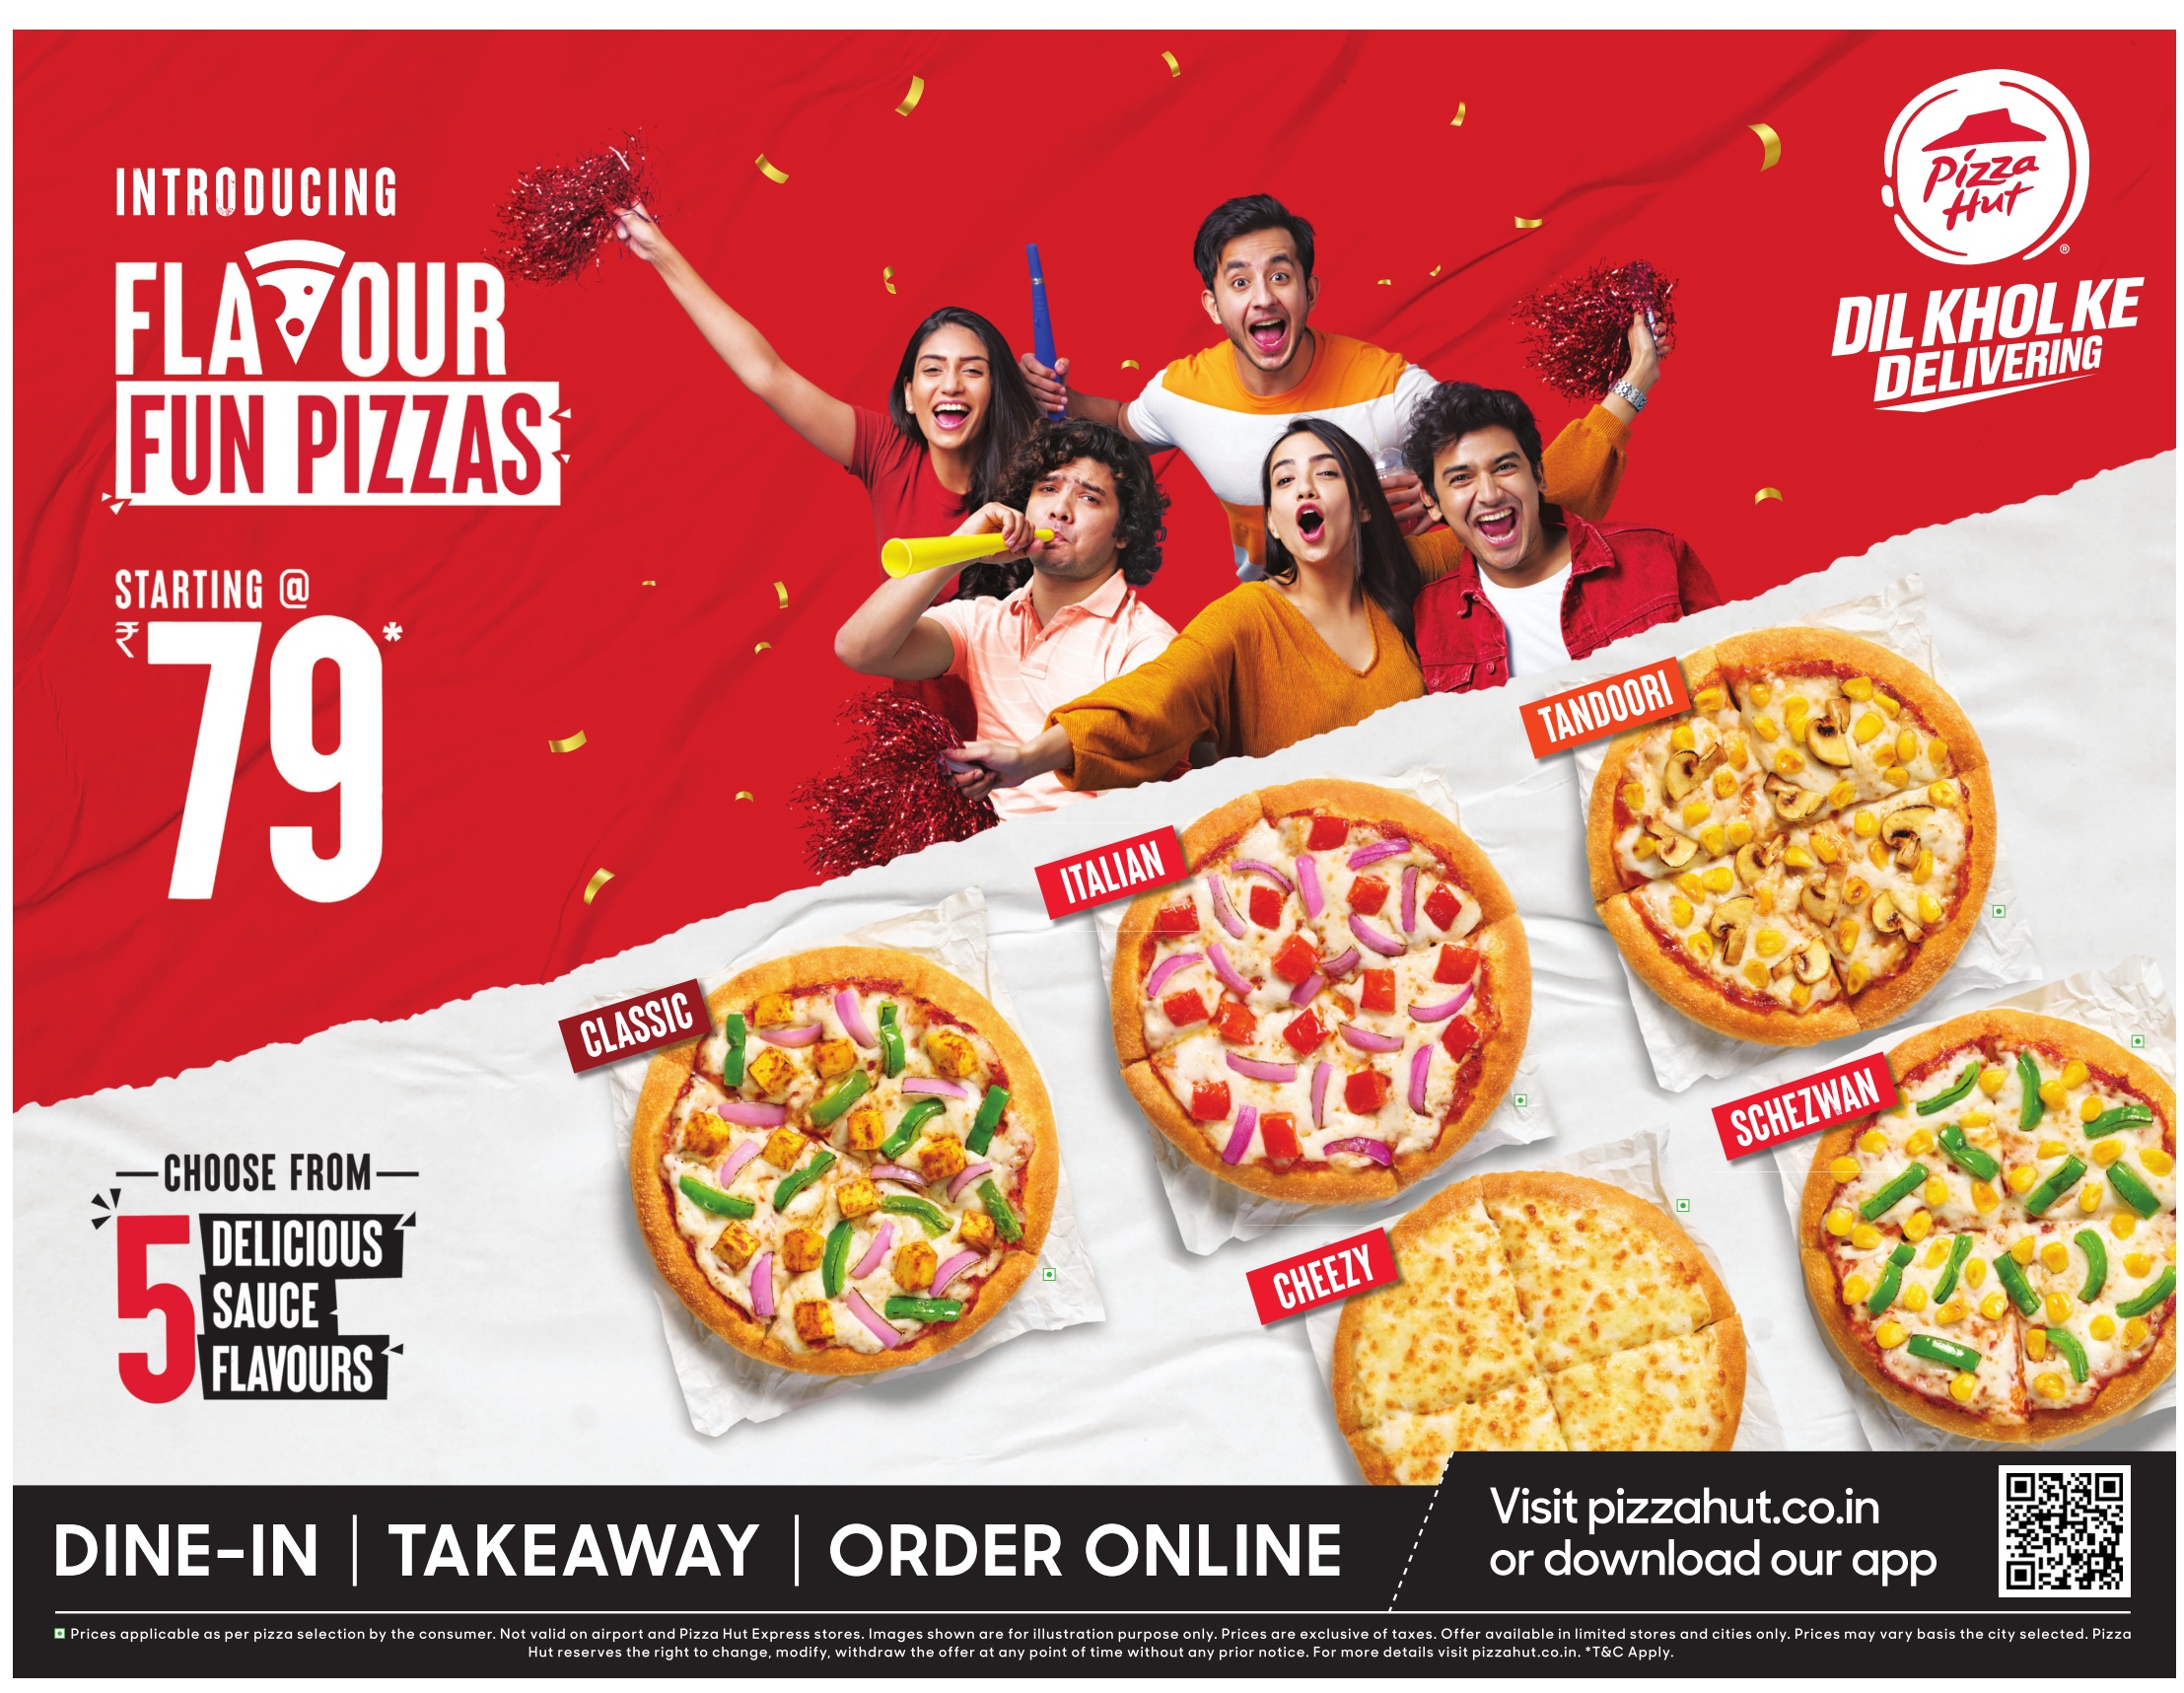 INTRODUCING
FLAVOUR
FUN PIZZAS
STARTING @
₹79*
Pizza
Hut
®
DIL KHOL KE
DELIVERING
TANDOORI
ITALIAN
CLASSIC
SCHEZWAN
CHEEZY
CHOOSE FROM
5 DELICIOUS
SAUCE
FLAVOURS
DINE-IN | TAKEAWAY | ORDER ONLINE
Visit pizzahut.co.in
or download our app
Prices applicable as per pizza selection by the consumer. Not valid on airport and Pizza Hut Express stores. Images shown are for illustration purpose only. Prices are exclusive of taxes. Offer available in limited stores and cities only. Prices may vary basis the city selected. Pizza
Hut reserves the right to change, modify, withdraw the offer at any point of time without any prior notice. For more details visit pizzahut.co.in. *T&C Apply.